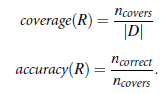 coverage(R) = n_covers / |D|
accuracy(R) = n_correct / n_covers.